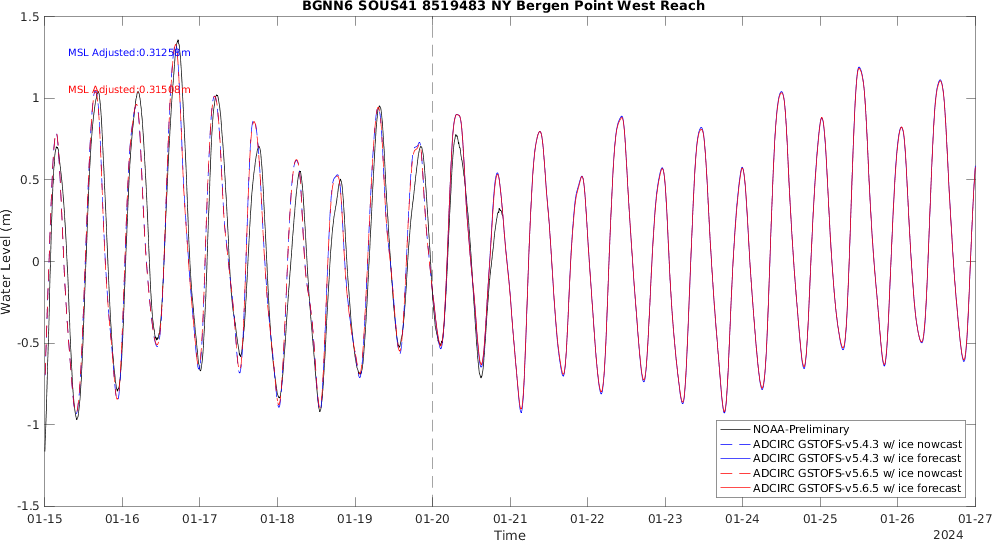 BGNN6 SOUS41 8519483 NY Bergen Point West Reach
MSL Adjusted:0.3125 m
MSL Adjusted:0.31508m
Water Level (m)
1.5
1
0.5
0
-0.5
-1
-1.5
NOAA-Preliminary
ADCIRC GSTOFS-v5.4.3 w/ ice nowcast
ADCIRC GSTOFS-v5.4.3 w/ ice forecast
ADCIRC GSTOFS-v5.6.5 w/ ice nowcast
ADCIRC GSTOFS-v5.6.5 w/ ice forecast
01-15 01-16 01-17 01-18 01-19 01-20 01-21 01-22 01-23 01-24 01-25 01-26 01-27
Time
2024